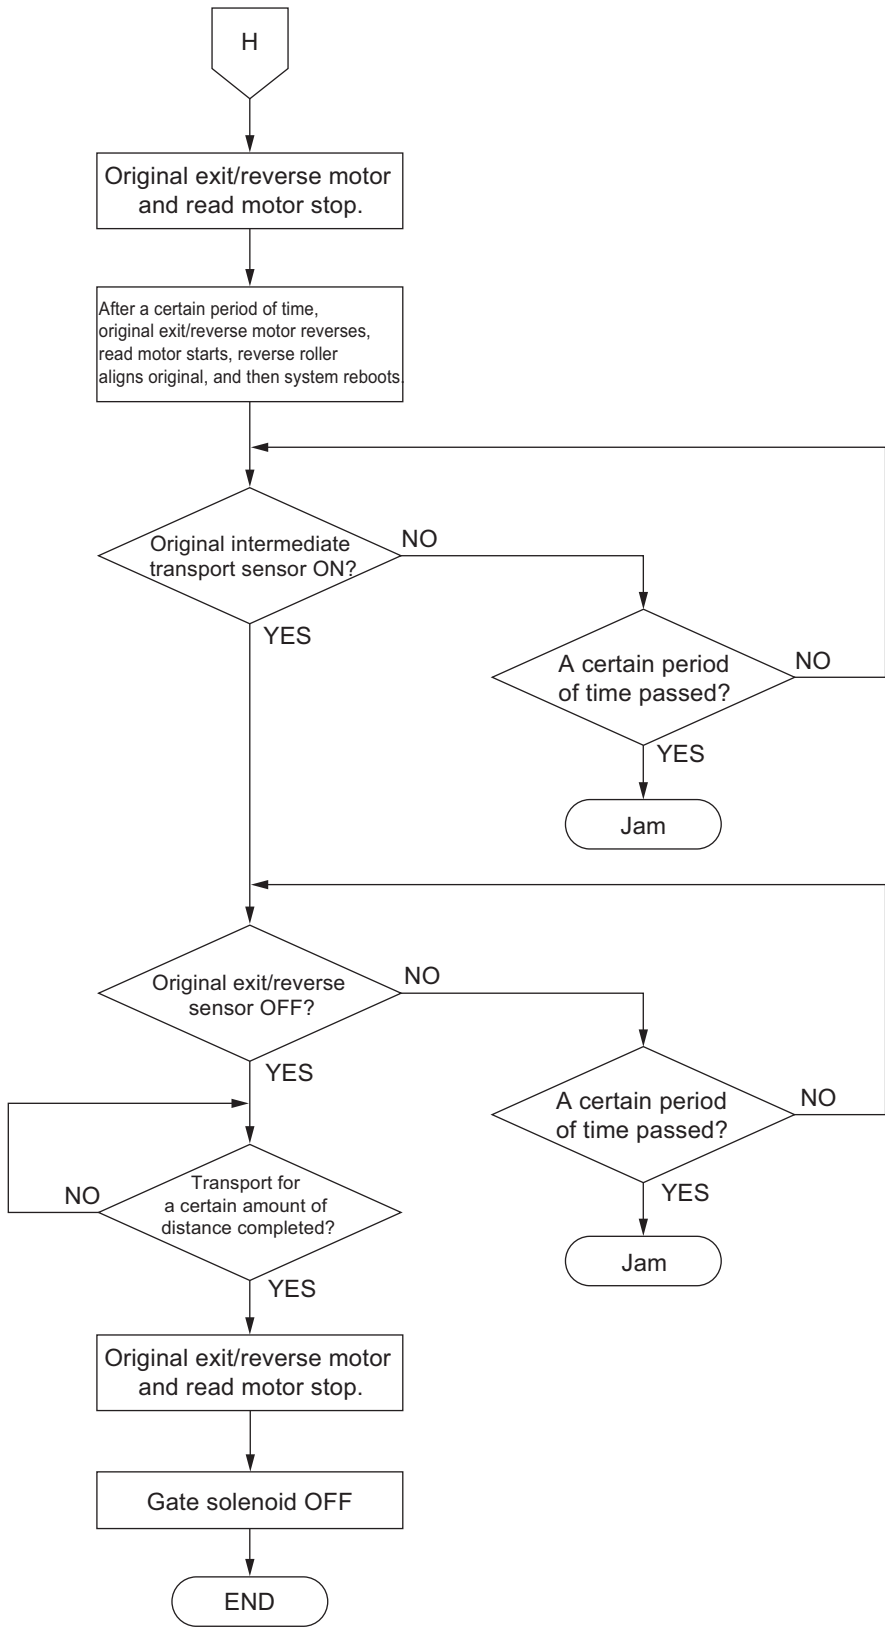 H
Original exit/reverse motor
and read motor stop.
After a certain period of time,
original exit/reverse motor reverses,
read motor starts, reverse roller
aligns original, and then system reboots.
Original intermediate
transport sensor ON?
NO
YES
A certain period
of time passed?
NO
YES
Jam
Original exit/reverse
sensor OFF?
NO
YES
A certain period
of time passed?
NO
YES
Jam
Transport for
a certain amount of
distance completed?
NO
YES
Original exit/reverse motor
and read motor stop.
Gate solenoid OFF
END